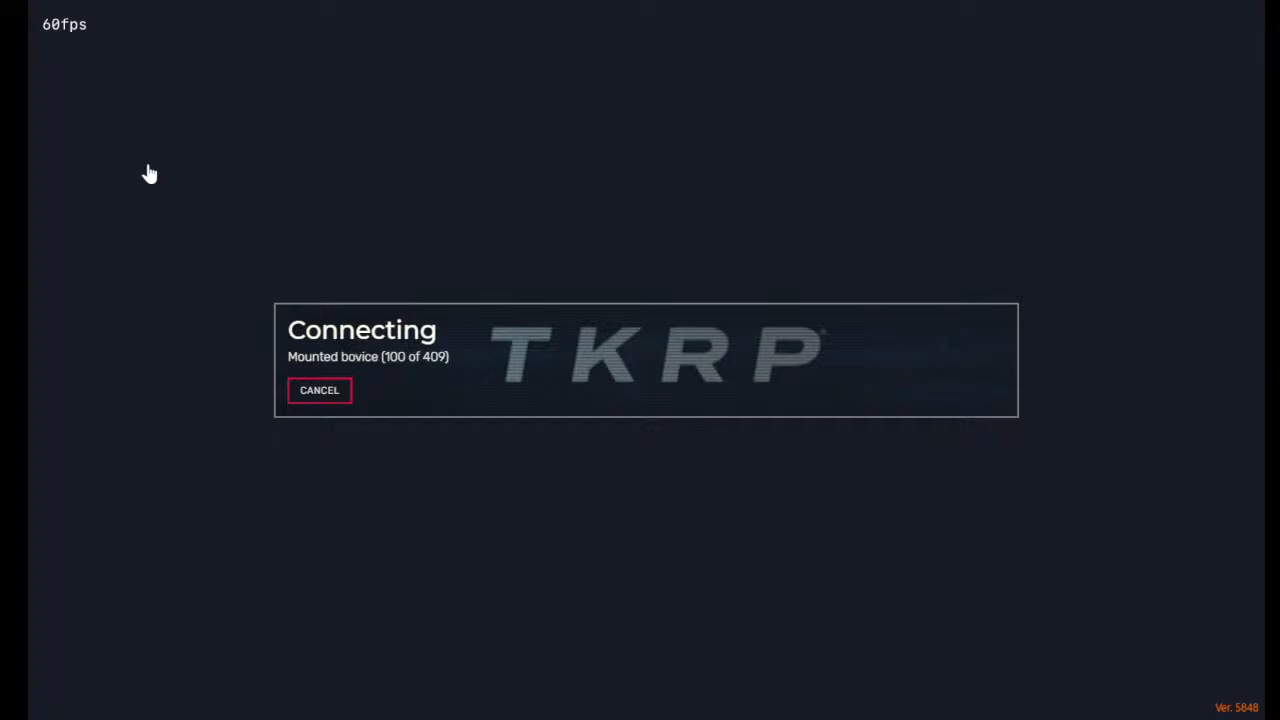 60fps
Connecting
TKRP
Mounted bovice (100 of 409)
CANCEL
Ver. 5848